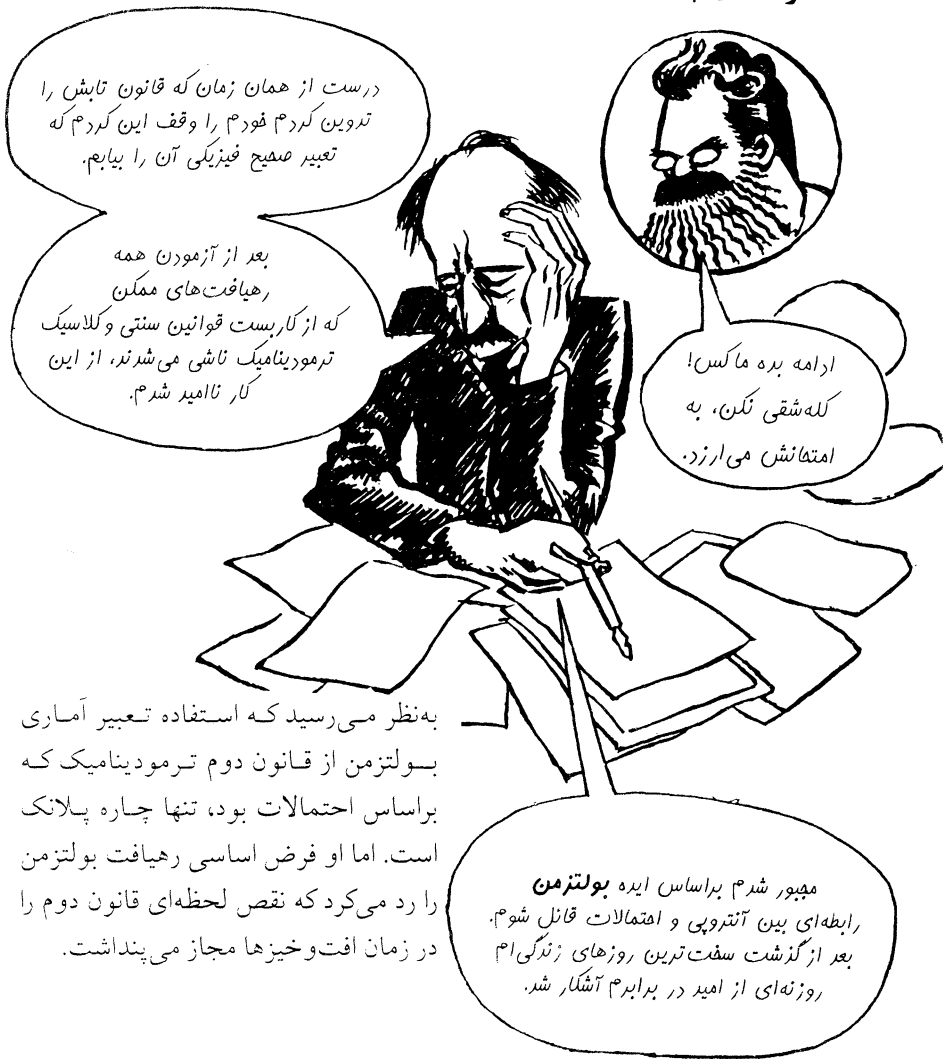 درست از همان زمان که قانون تابش را
تدوین کردم خودم را وقف این کردم که
تعبیر صحیح فیزیکی آن را بیابم.
بعد از آزمودن همه
رهیافت‌های ممکن
که از کاربست قوانین سنتی و کلاسیک
ترمودینامیک ناشی می‌شدند، از این
کار ناامید شدم.
ادامه بده ماکس!
کله‌شقی نکن، به
امتحانش می‌ارزد.
به‌نظر می‌رسید که استفاده تعبیر آماری
بولتزمن از قانون دوم ترمودینامیک که
براساس احتمالات بود، تنها چاره پلانک
است. اما او فرض اساسی رهیافت بولتزمن
را رد می‌کرد که نقص لحظه‌ای قانون دوم را
در زمان افت‌وخیزها مجاز می‌پنداشت.
مجبور شدم براساس ایده بولتزمن
رابطه‌ای بین آنتروپی و احتمالات قائل شوم.
بعد از گذشت سخت‌ترین روزهای زندگی‌ام
روزنه‌ای از امید در برابرم آشکار شد.